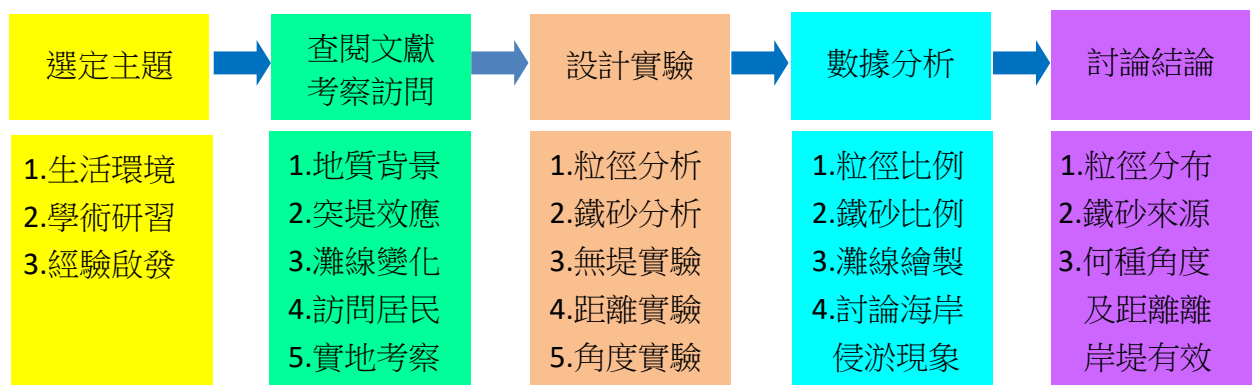 選定主題
查閱文獻
考察訪問
設計實驗
數據分析
討論結論
1.生活環境
2.學術研習
3.經驗啟發
1.地質背景
2.突堤效應
3.灘線變化
4.訪問居民
5.實地考察
1.粒徑分析
2.鐵砂分析
3.無堤實驗
4.距離實驗
5.角度實驗
1.粒徑比例
2.鐵砂比例
3.灘線繪製
4.討論海岸
侵淤現象
1.粒徑分布
2.鐵砂來源
3.何種角度
及距離離
岸堤有效